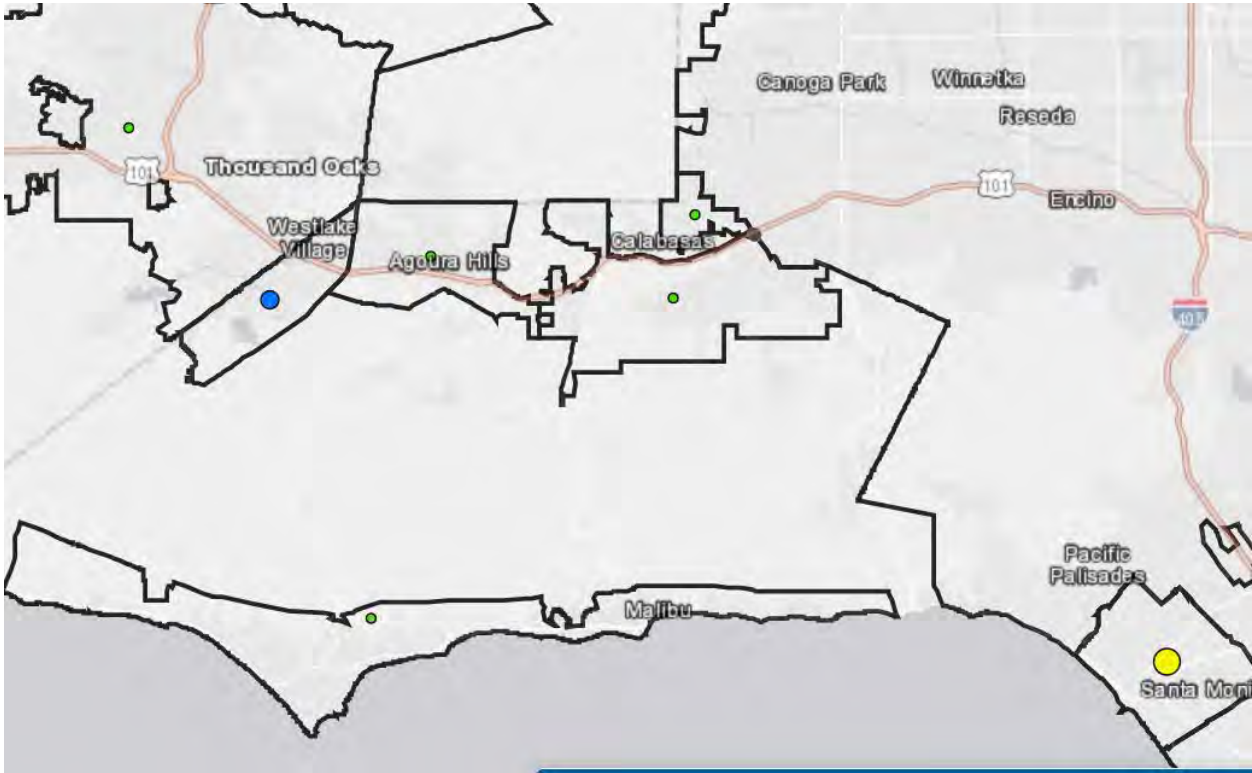 Canoga Park
Winnetka
Reseda
101
Thousand Oaks
101
Encino
Westlake
Village
Calabasas
Agoura Hills
405
Pacific
Palisades
Malibu
Santa Moni